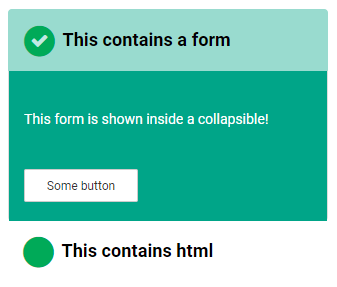 This contains a form
This form is shown inside a collapsible!
Some button
This contains html